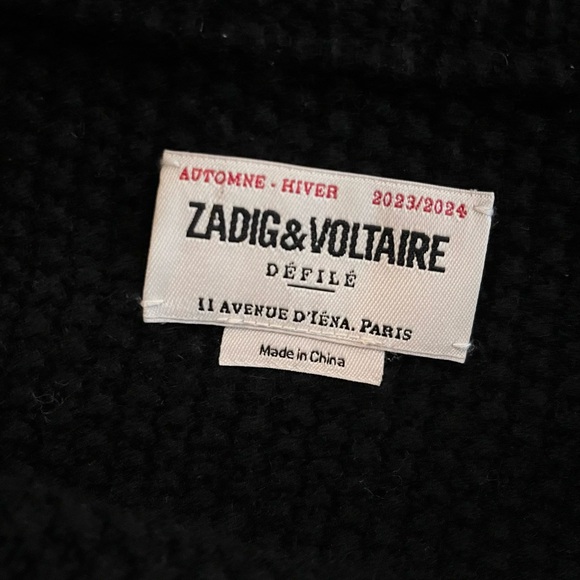 AUTOMNE - HIVER 2023/2024
ZADIG&VOLTAIRE
DÉFILÉ
11 AVENUE D'IÉNA. PARIS
Made in China